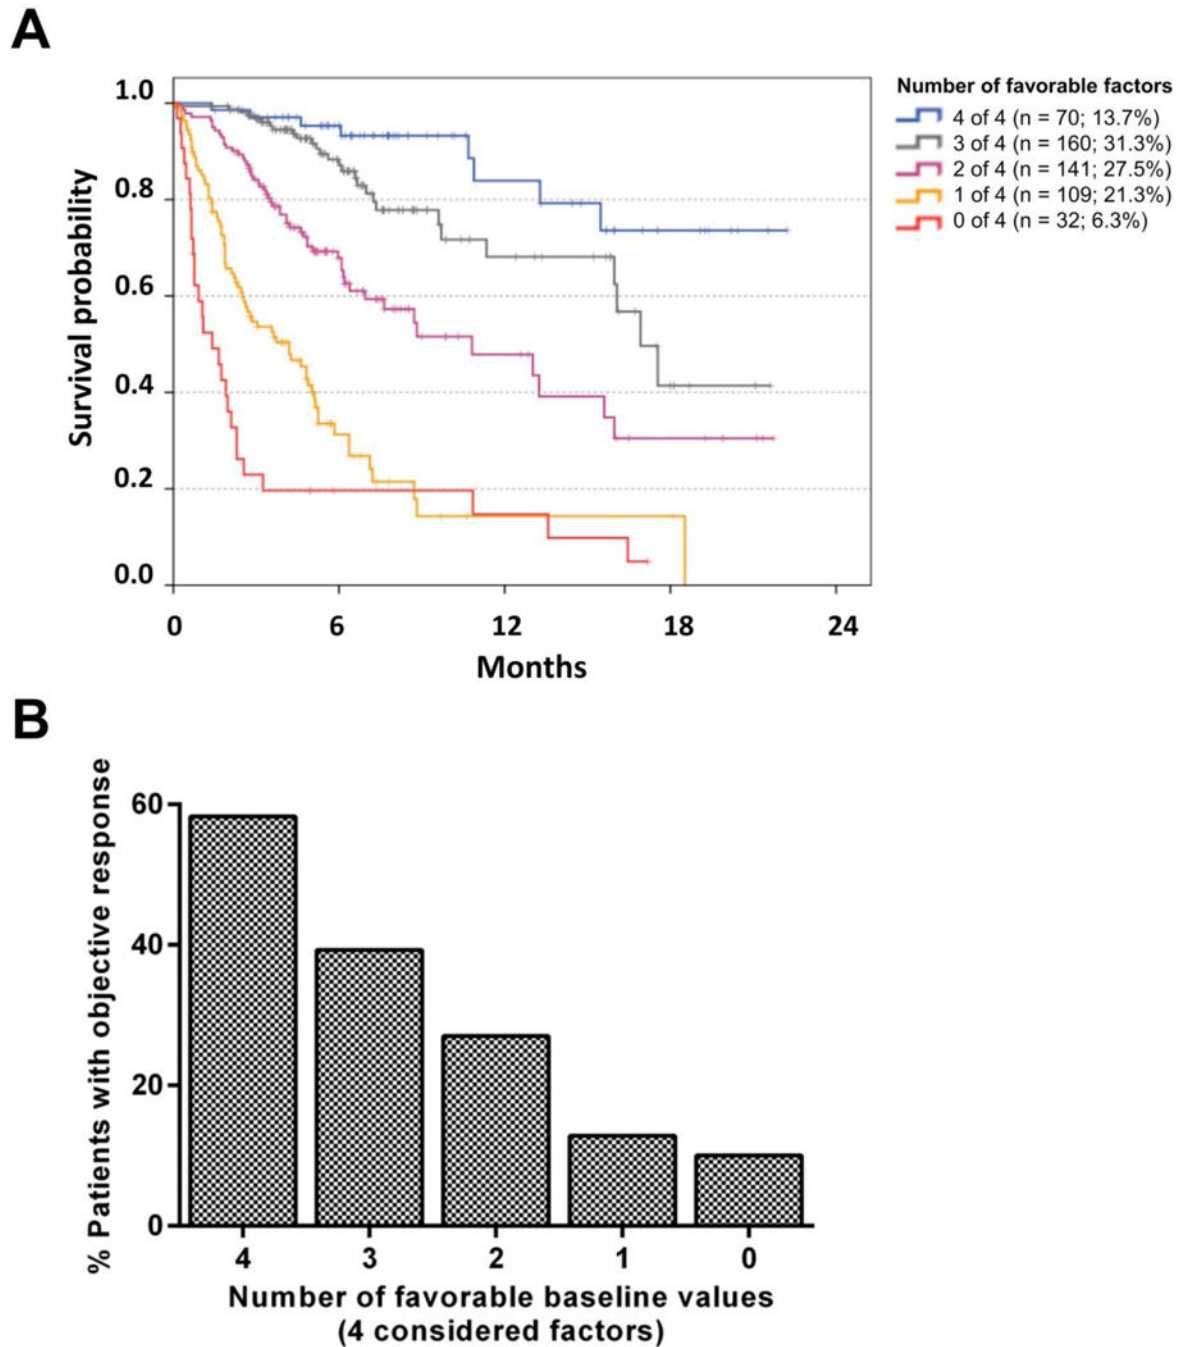 A
Number of favorable factors
4 of 4 (n = 70; 13.7%)
3 of 4 (n = 160; 31.3%)
2 of 4 (n = 141; 27.5%)
1 of 4 (n = 109; 21.3%)
0 of 4 (n = 32; 6.3%)
Survival probability
1.0
0.8
0.6
0.4
0.2
0.0
0 6 12 18 24
Months
B
% Patients with objective response
60
40
20
0
4 3 2 1 0
Number of favorable baseline values
(4 considered factors)